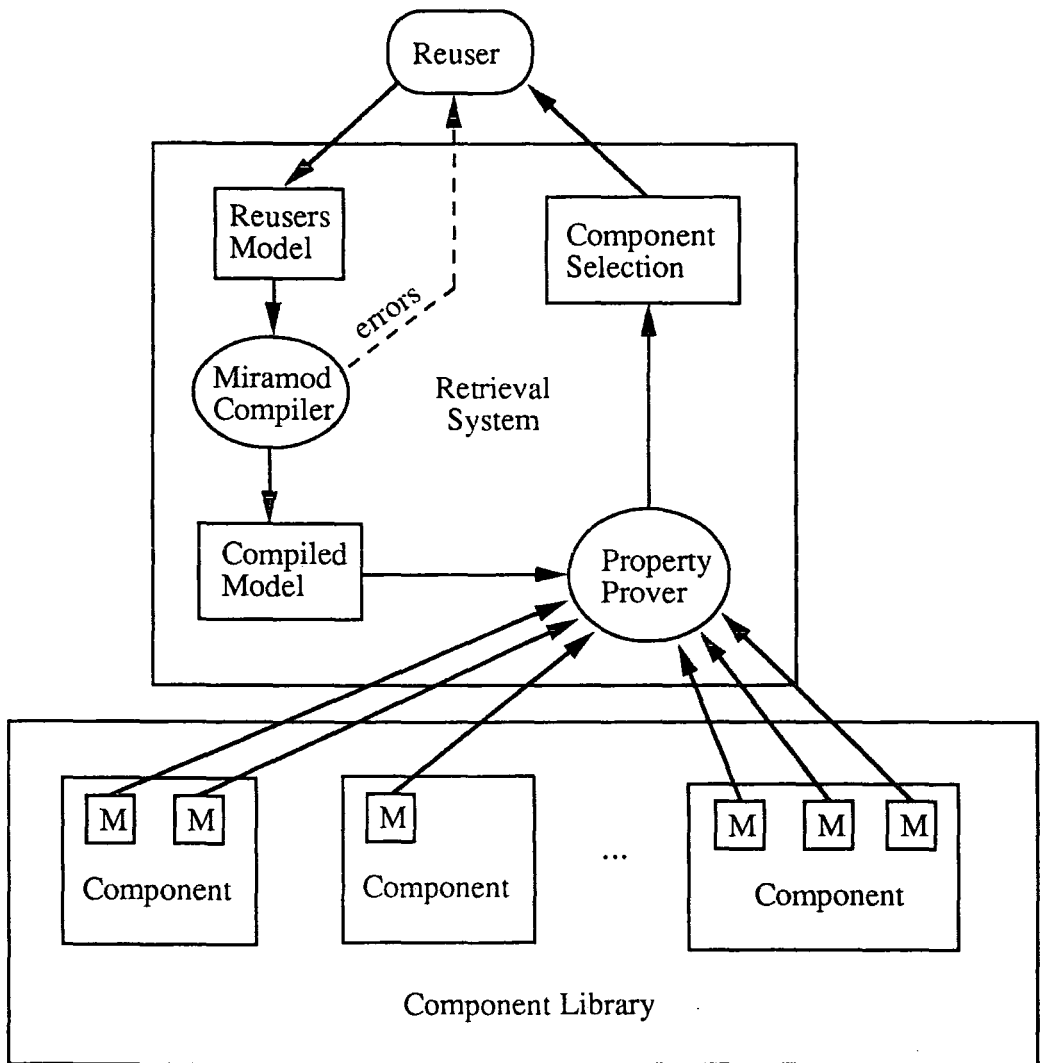 Reuser
Reusers
Model
Component
Selection
errors
Miramod
Compiler
Retrieval
System
Compiled
Model
Property
Prover
M
M
M
M
M
M
...
Component
Component
Component
Component Library